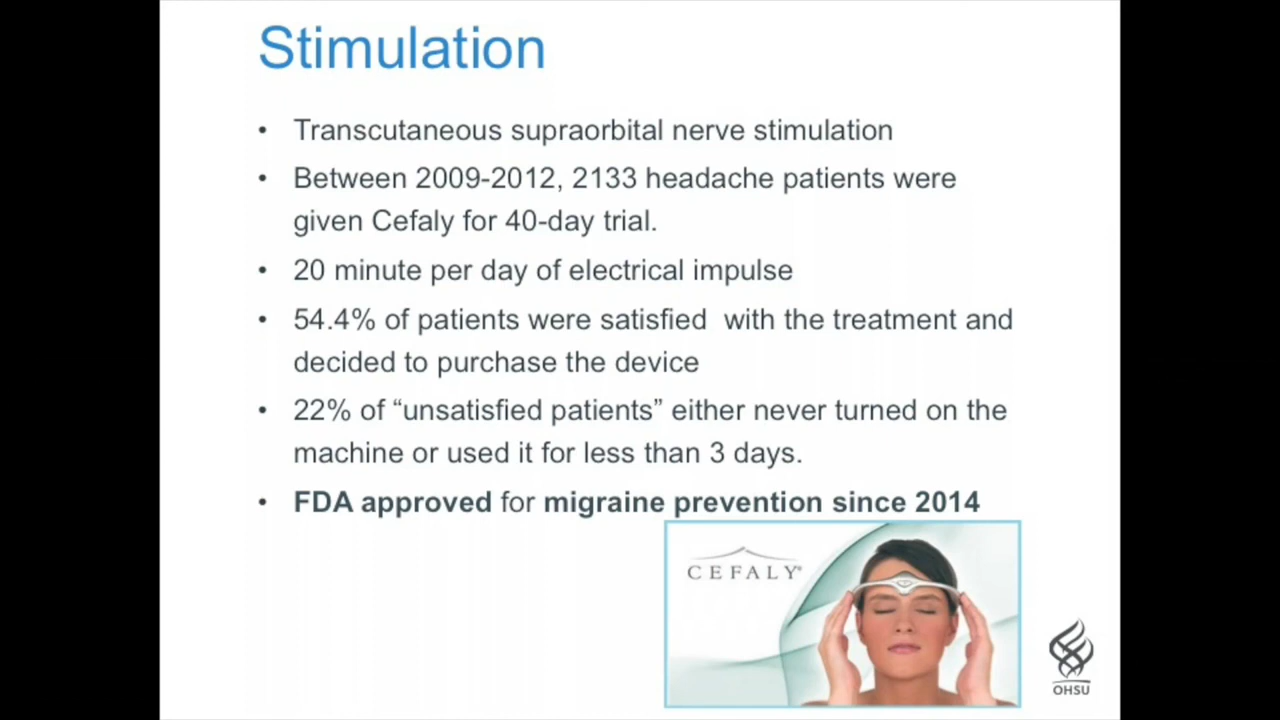 Stimulation
• Transcutaneous supraorbital nerve stimulation
• Between 2009-2012, 2133 headache patients were
given Cefaly for 40-day trial.
• 20 minute per day of electrical impulse
• 54.4% of patients were satisfied with the treatment and
decided to purchase the device
• 22% of “unsatisfied patients” either never turned on the
machine or used it for less than 3 days.
• FDA approved for migraine prevention since 2014
CEFALY®
OHSU